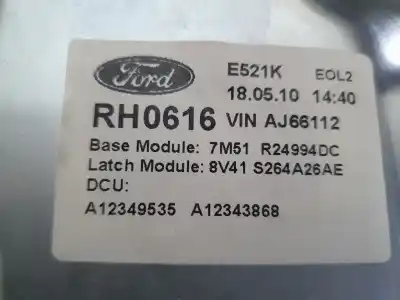 Ford
E521K EOL2
18.05.10 14:40
RH0616 VIN AJ66112
Base Module: 7M51 R24994DC
Latch Module: 8V41 S264A26AE
DCU:
A12349535 A12343868